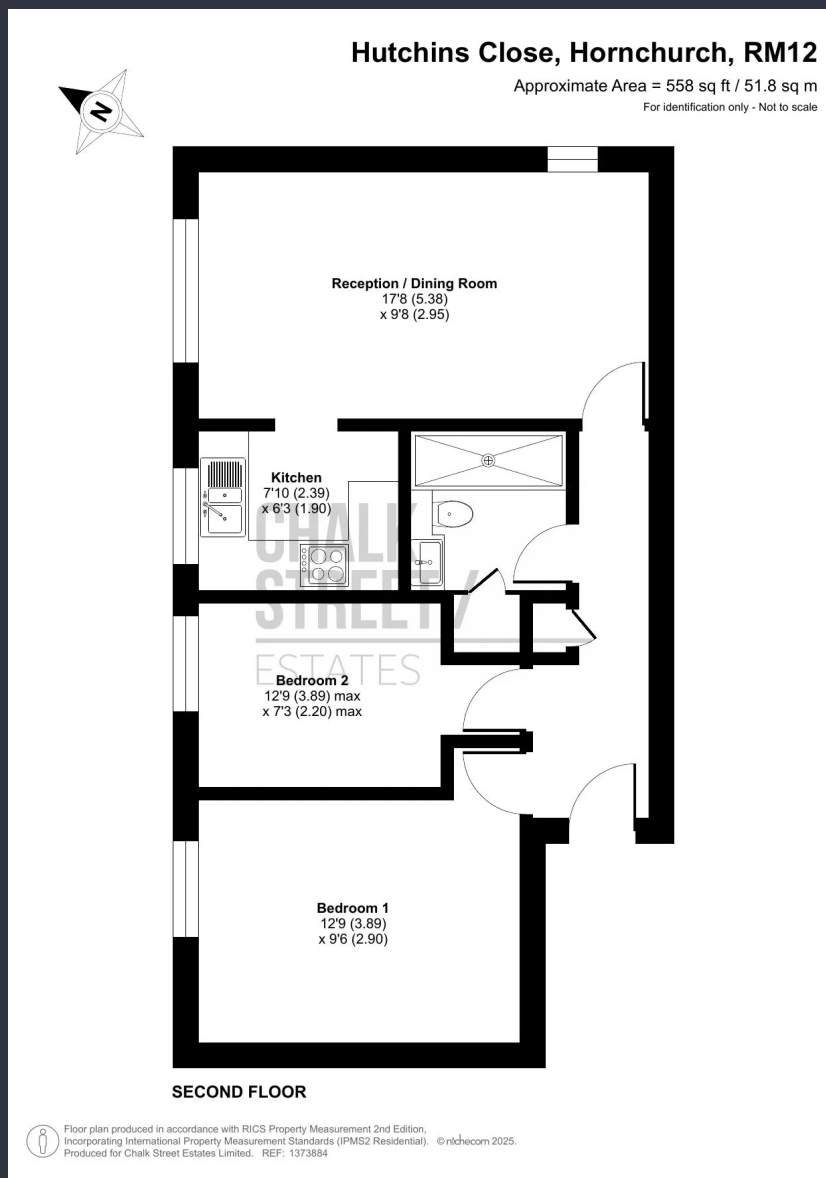 Hutchins Close, Hornchurch, RM12
Approximate Area = 558 sq ft / 51.8 sq m
For identification only - Not to scale
N
Reception / Dining Room
17'8 (5.38)
x 9'8 (2.95)
Kitchen
7'10 (2.39)
x 6'3 (1.90)
CHALK
STREET/
ESTATES
Bedroom 2
12'9 (3.89) max
x 7'3 (2.20) max
Bedroom 1
12'9 (3.89)
x 9'6 (2.90)
SECOND FLOOR
Floor plan produced in accordance with RICS Property Measurement 2nd Edition,
Incorporating International Property Measurement Standards (IPMS2 Residential). ©nichecom 2025.
Produced for Chalk Street Estates Limited. REF: 1373884